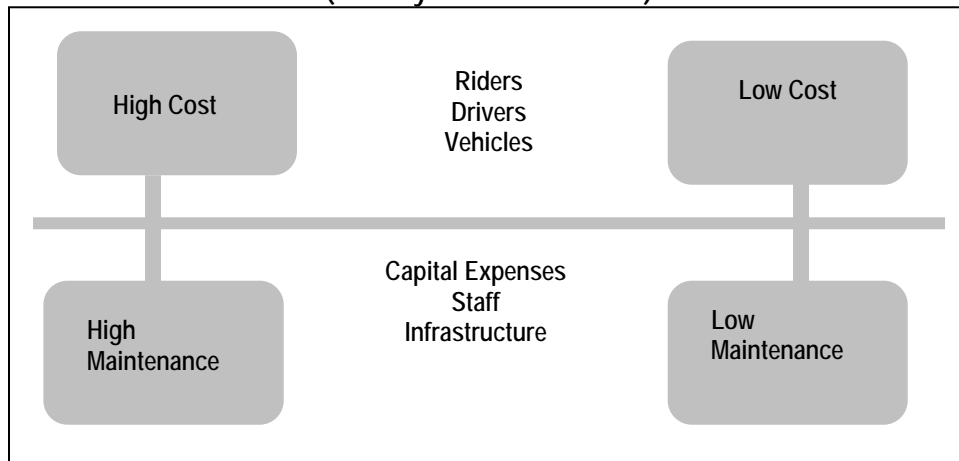 High Cost
Riders
Drivers
Vehicles
Low Cost
Capital Expenses
Staff
Infrastructure
High
Maintenance
Low
Maintenance